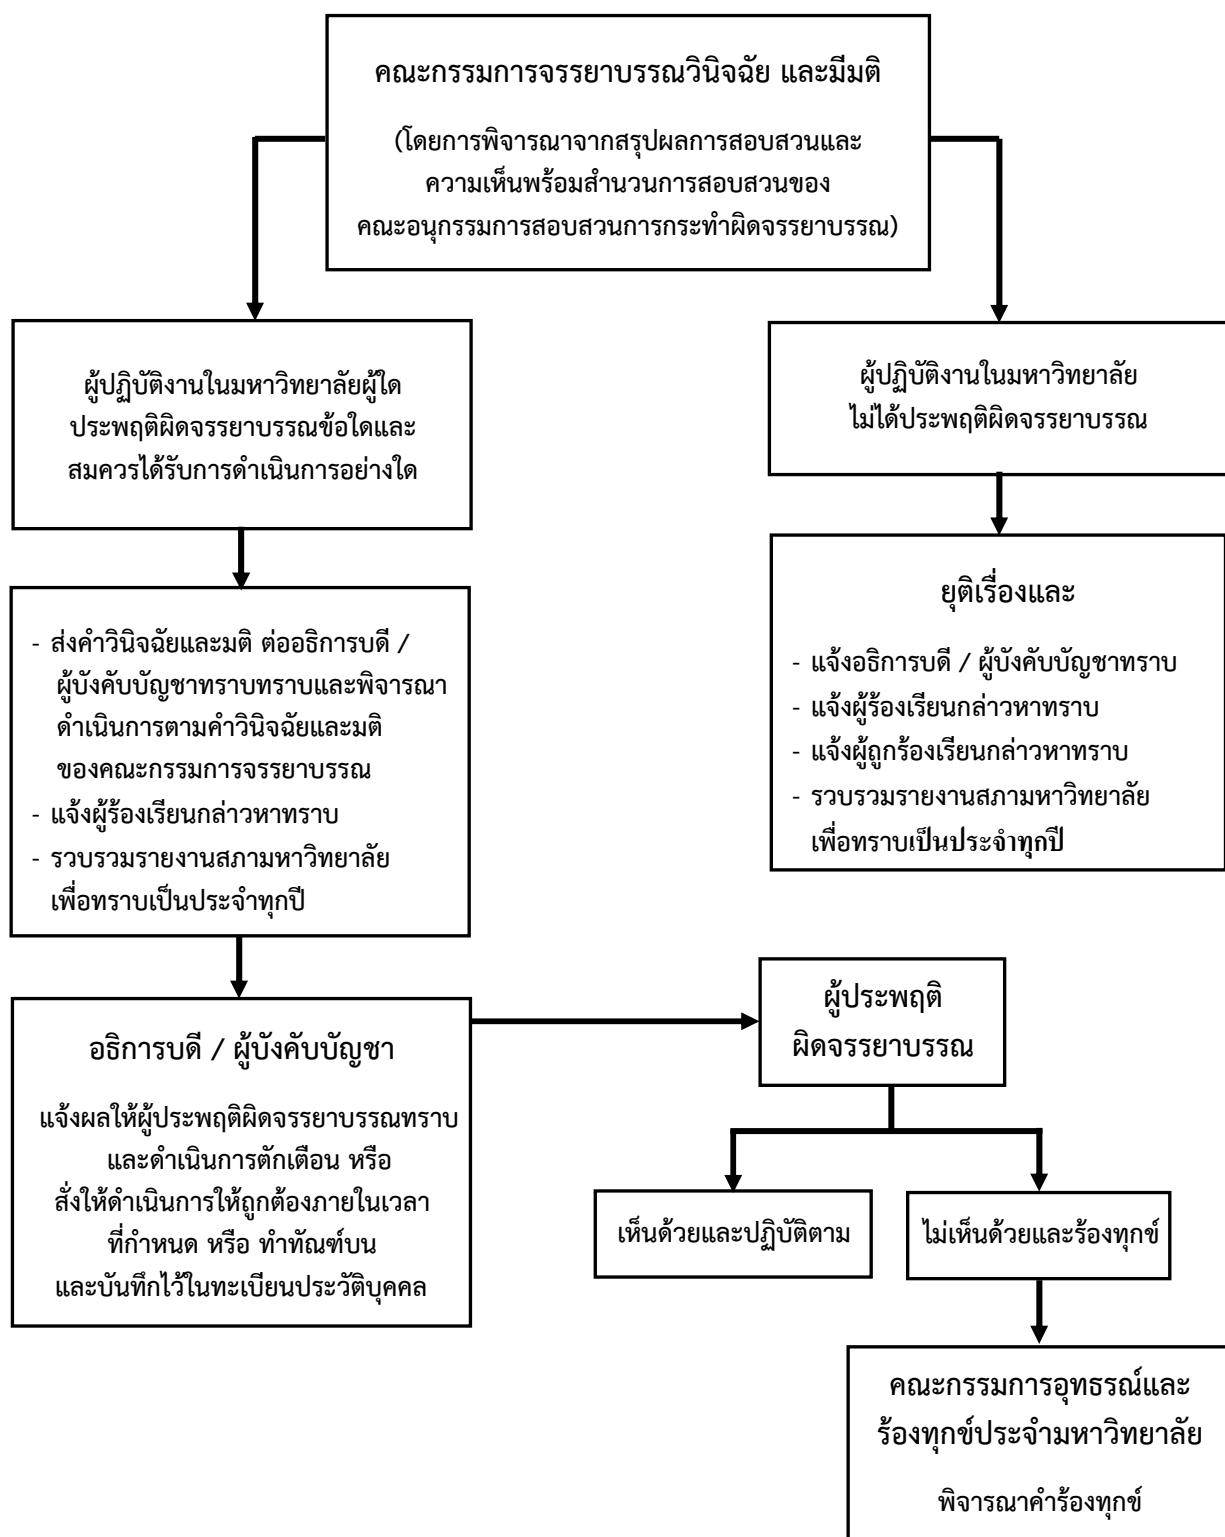 คณะกรรมการจรรยาบรรณวินิจฉัย และมีมติ
(โดยการพิจารณาจากสรุปผลการสอบสวนและ
ความเห็นพร้อมสำนวนการสอบสวนของ
คณะอนุกรรมการสอบสวนการกระทำผิดจรรยาบรรณ)
ผู้ปฏิบัติงานในมหาวิทยาลัยผู้ใด
ประพฤติผิดจรรยาบรรณข้อใดและ
สมควรได้รับการดำเนินการอย่างใด
ผู้ปฏิบัติงานในมหาวิทยาลัย
ไม่ได้ประพฤติผิดจรรยาบรรณ
- ส่งคำวินิจฉัยและมติ ต่ออธิการบดี /
ผู้บังคับบัญชาทราบทราบและพิจารณา
ดำเนินการตามคำวินิจฉัยและมติ
ของคณะกรรมการจรรยาบรรณ
- แจ้งผู้ร้องเรียนกล่าวหาทราบ
- รวบรวมรายงานสภามหาวิทยาลัย
เพื่อทราบเป็นประจำทุกปี
ยุติเรื่องและ
- แจ้งอธิการบดี / ผู้บังคับบัญชาทราบ
- แจ้งผู้ร้องเรียนกล่าวหาทราบ
- แจ้งผู้ถูกร้องเรียนกล่าวหาทราบ
- รวบรวมรายงานสภามหาวิทยาลัย
เพื่อทราบเป็นประจำทุกปี
อธิการบดี / ผู้บังคับบัญชา
แจ้งผลให้ผู้ประพฤติผิดจรรยาบรรณทราบ
และดำเนินการตักเตือน หรือ
สั่งให้ดำเนินการให้ถูกต้องภายในเวลา
ที่กำหนด หรือ ทำทัณฑ์บน
และบันทึกไว้ในทะเบียนประวัติบุคคล
ผู้ประพฤติ
ผิดจรรยาบรรณ
เห็นด้วยและปฏิบัติตาม
ไม่เห็นด้วยและร้องทุกข์
คณะกรรมการอุทธรณ์และ
ร้องทุกข์ประจำมหาวิทยาลัย
พิจารณาคำร้องทุกข์